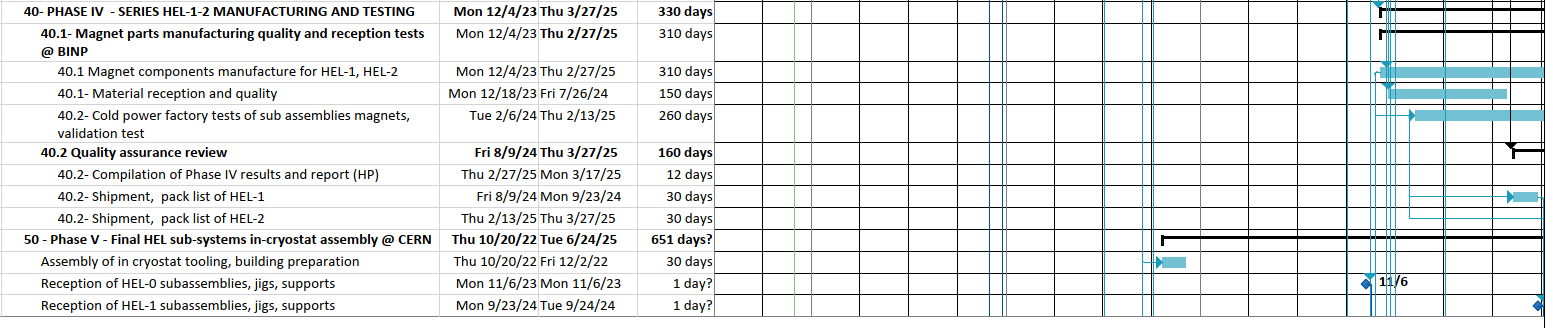 40- PHASE IV - SERIES HEL-1-2 MANUFACTURING AND TESTING Mon 12/4/23 Thu 3/27/25 330 days
40.1- Magnet parts manufacturing quality and reception tests Mon 12/4/23 Thu 2/27/25 310 days
@ BINP
40.1 Magnet components manufacture for HEL-1, HEL-2 Mon 12/4/23 Thu 2/27/25 310 days
40.1- Material reception and quality Mon 12/18/23 Fri 7/26/24 150 days
40.2- Cold power factory tests of sub assemblies magnets, Tue 2/6/24 Thu 2/13/25 260 days
validation test
40.2 Quality assurance review Fri 8/9/24 Thu 3/27/25 160 days
40.2- Compilation of Phase IV results and report (HP) Thu 2/27/25 Mon 3/17/25 12 days
40.2- Shipment, pack list of HEL-1 Fri 8/9/24 Mon 9/23/24 30 days
40.2- Shipment, pack list of HEL-2 Thu 2/13/25 Thu 3/27/25 30 days
50 - Phase V - Final HEL sub-systems in-cryostat assembly @ CERN Thu 10/20/22 Tue 6/24/25 651 days?
Assembly of in cryostat tooling, building preparation Thu 10/20/22 Fri 12/2/22 30 days
Reception of HEL-0 subassemblies, jigs, supports Mon 11/6/23 Mon 11/6/23 1 day? 11/6
Reception of HEL-1 subassemblies, jigs, supports Mon 9/23/24 Tue 9/24/24 1 day?